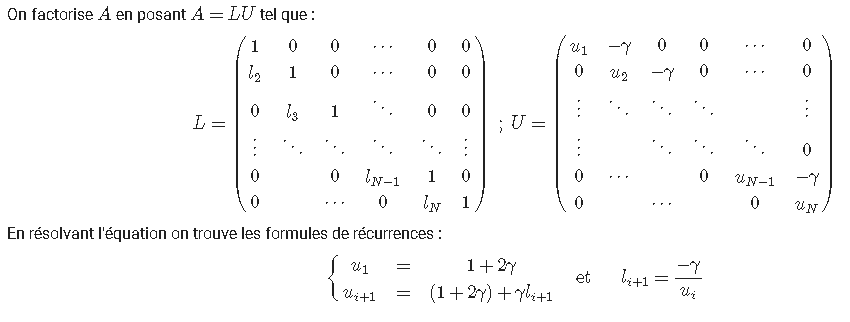 On factorise A en posant A = LU tel que :
L = \begin{pmatrix} 1 & 0 & 0 & \cdots & 0 & 0 \\ l_2 & 1 & 0 & \cdots & 0 & 0 \\ 0 & l_3 & 1 & \ddots & 0 & 0 \\ \vdots & \ddots & \ddots & \ddots & \ddots & \vdots \\ 0 & & 0 & l_{N-1} & 1 & 0 \\ 0 & & \cdots & 0 & l_N & 1 \end{pmatrix} ; U = \begin{pmatrix} u_1 & -\gamma & 0 & 0 & \cdots & 0 \\ 0 & u_2 & -\gamma & 0 & \cdots & 0 \\ \vdots & \ddots & \ddots & \ddots & & \vdots \\ \vdots & & \ddots & \ddots & \ddots & 0 \\ 0 & \cdots & & 0 & u_{N-1} & -\gamma \\ 0 & & \cdots & & 0 & u_N \end{pmatrix}
En résolvant l'équation on trouve les formules de récurrences :
\begin{cases} u_1 & = & 1 + 2\gamma \\ u_{i+1} & = & (1 + 2\gamma) + \gamma l_{i+1} \end{cases} et l_{i+1} = \frac{-\gamma}{u_i}